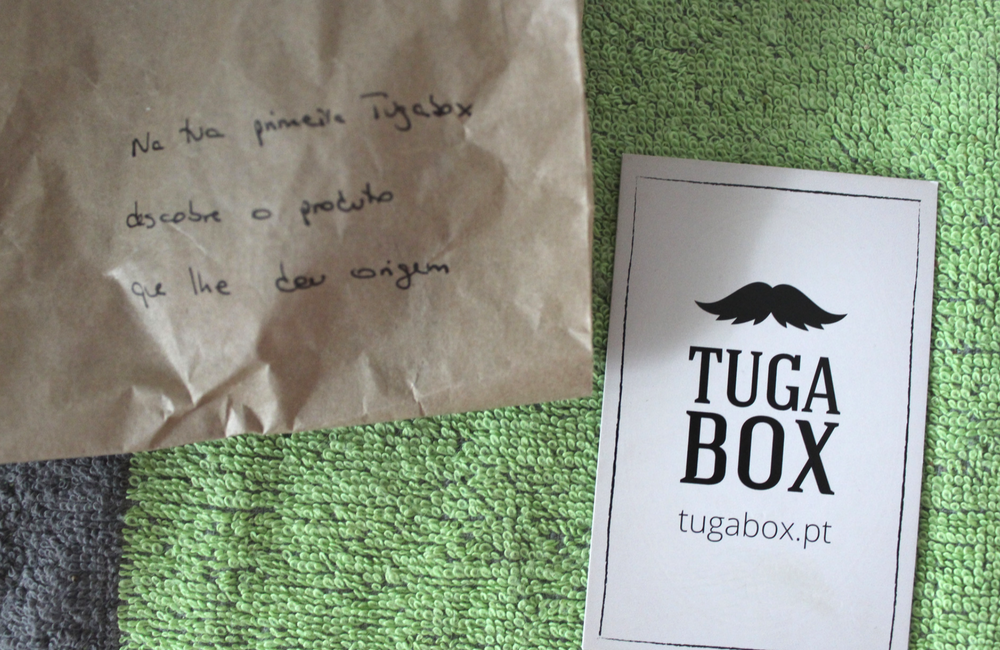 Na tua primeira Tugabox
descobre o produto
que lhe deu origem
TUGA
BOX
tugabox.pt